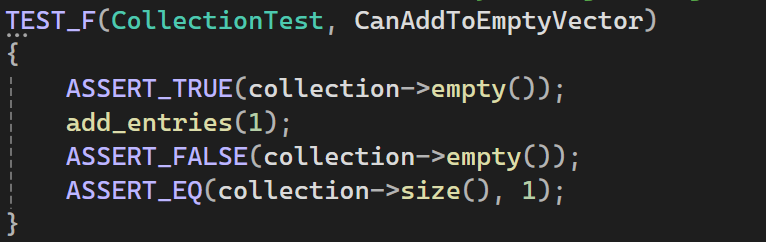 TEST_F(CollectionTest, CanAddToEmptyVector)
{
    ASSERT_TRUE(collection->empty());
    add_entries(1);
    ASSERT_FALSE(collection->empty());
    ASSERT_EQ(collection->size(), 1);
}